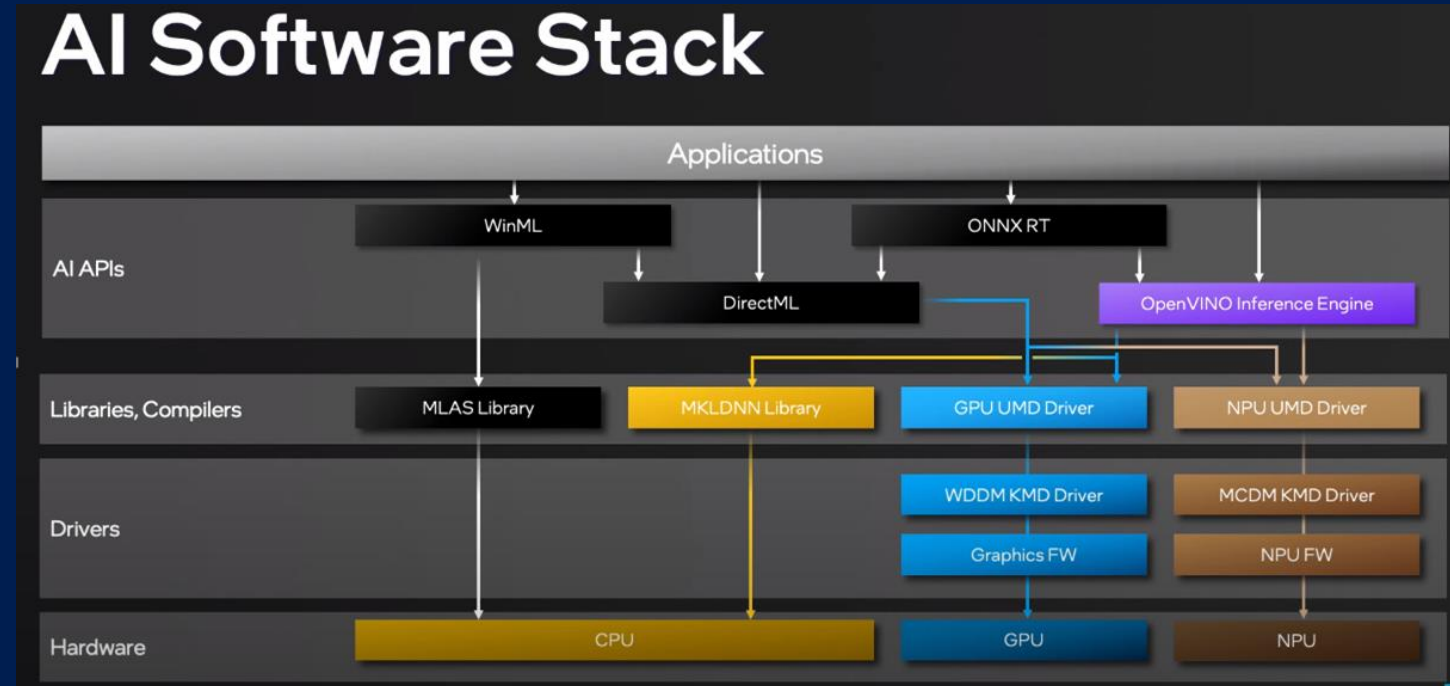 AI Software Stack
Applications
AI APIs
WinML
ONNX RT
DirectML
OpenVINO Inference Engine
Libraries, Compilers
MLAS Library
MKLDNN Library
GPU UMD Driver
NPU UMD Driver
Drivers
WDDM KMD Driver
MCDM KMD Driver
Graphics FW
NPU FW
Hardware
CPU
GPU
NPU